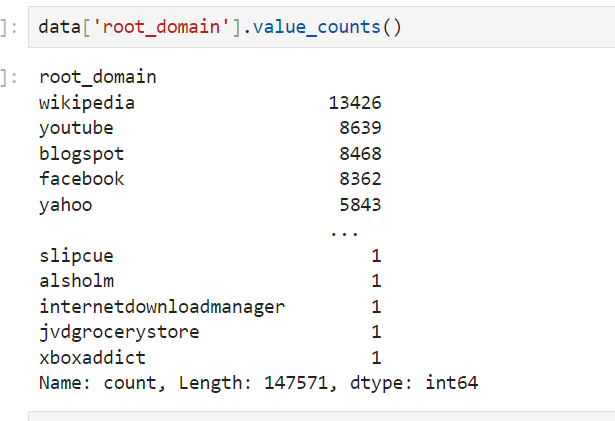 ]: data['root_domain'].value_counts()
]: root_domain
wikipedia 13426
youtube 8639
blogspot 8468
facebook 8362
yahoo 5843
...
slipcue 1
alsholm 1
internetdownloadmanager 1
jvdgrocerystore 1
xboxaddict 1
Name: count, Length: 147571, dtype: int64